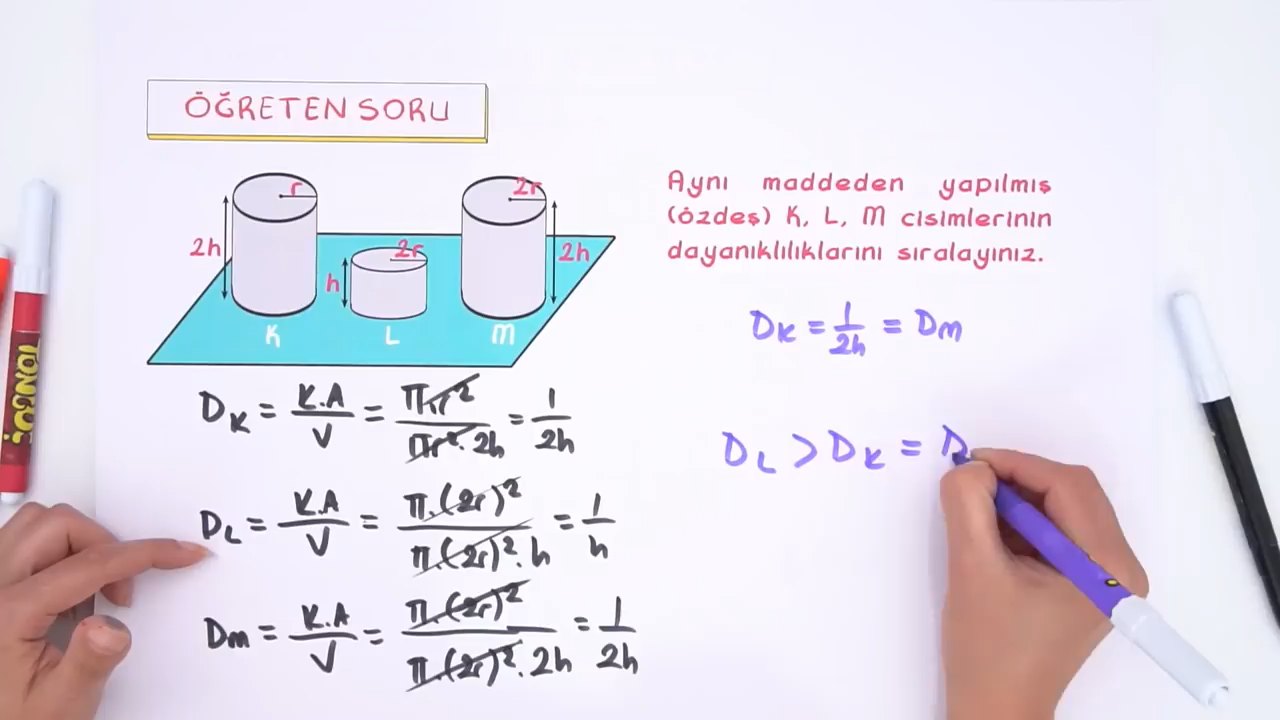 ÖĞRETEN SORU
r
2h
K
2r
h
L
2r
2h
M
Aynı maddeden yapılmış
(özdeş) K, L, M cisimlerinin
dayanıklılıklarını sıralayınız.
DK = 1/2h = DM
DL > DK = D
DK = K.A/V = πr²/πr².2h = 1/2h
DL = K.A/V = π.(2r)²/π.(2r)².h = 1/h
Dm = K.A/V = π.(2r)²/π.(2r)².2h = 1/2h